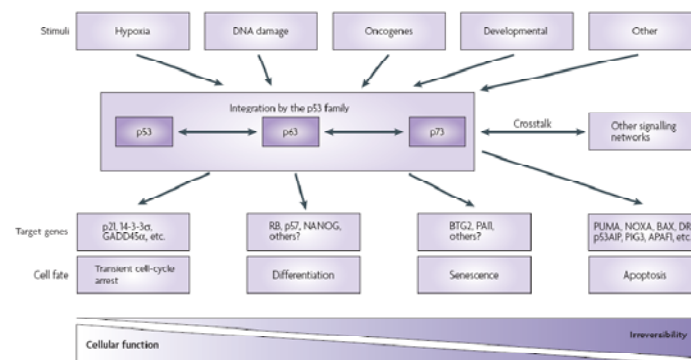 Stimuli
Hypoxia
DNA damage
Oncogenes
Developmental
Other
Integration by the p53 family
p53
p63
p73
Crosstalk
Other signalling
networks
Target genes
p21, 14-3-3σ,
GADD45α, etc.
RB, p57, NANOG,
others?
BTG2, PAI1,
others?
PUMA, NOXA, BAX, DR
p53AIP, PIG3, APAF1, etc
Cell fate
Transient cell-cycle
arrest
Differentiation
Senescence
Apoptosis
Irreversibility
Cellular function